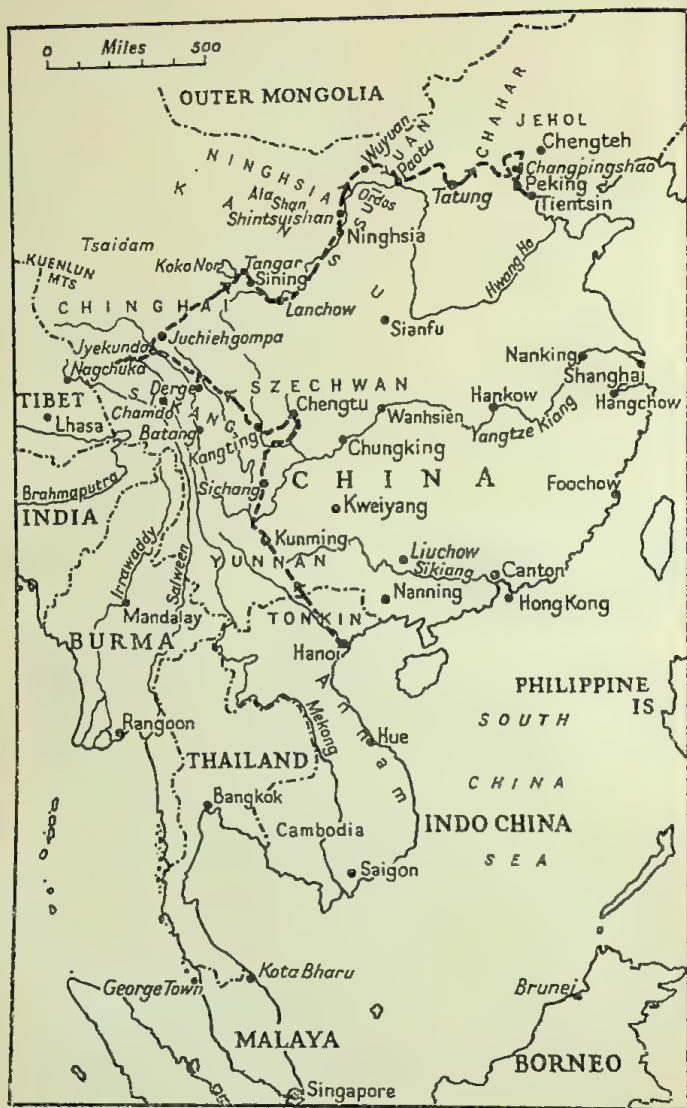 0 Miles 500
OUTER MONGOLIA
JEHOL
CHAHAR
Chengteh
Changpingshao
Peking
Tientsin
Wuyuan
SUIYUAN
Paotu
Tatung
NINGHSIA
Ala Shan
Ordos
Shintsuishan
Ninghsia
KANSU
Tsaidam
KUENLUN MTS
Koko Nor
Tangar
Sining
Lanchow
Hwang Ho
CHINGHAI
Sianfu
Juchiehgompa
Jyekundo
Nagchuka
Nanking
Shanghai
SZECHWAN
Derge
Chengtu
Hankow
Hangchow
TIBET
SIKANG
Chamdo
Wanhsien
Yangtze Kiang
Lhasa
Batang
Kangting
Chungking
CHINA
Brahmaputra
Sichang
Foochow
INDIA
Kweiyang
Irrawaddy
Salween
Kunming
YUNNAN
Liuchow
Sikiang
Canton
Nanning
Hong Kong
Mandalay
TONKIN
BURMA
Hanoi
Annam
PHILIPPINE IS
Mekong
SOUTH
Rangoon
Hue
THAILAND
CHINA
Bangkok
Cambodia
INDO CHINA
SEA
Saigon
George Town
Kota Bharu
Brunei
MALAYA
BORNEO
Singapore